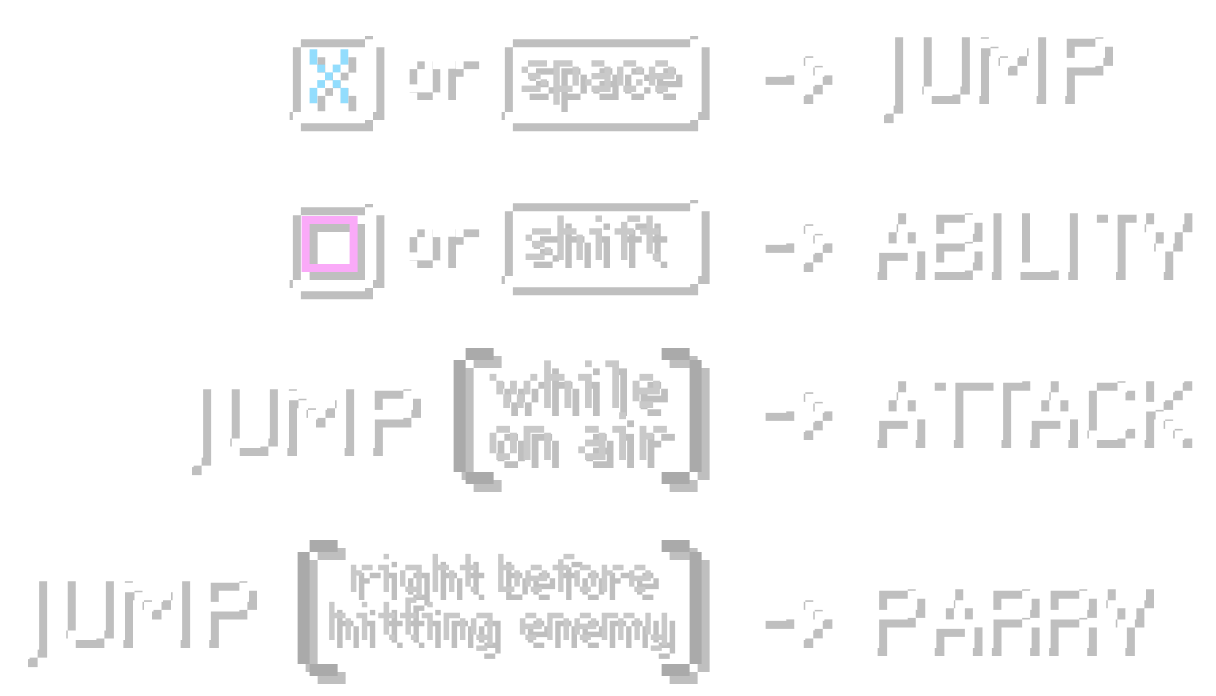 X or space -> JUMP
□ or shift -> ABILITY
JUMP [while on air] -> ATTACK
JUMP [right before hitting enemy] -> PARRY